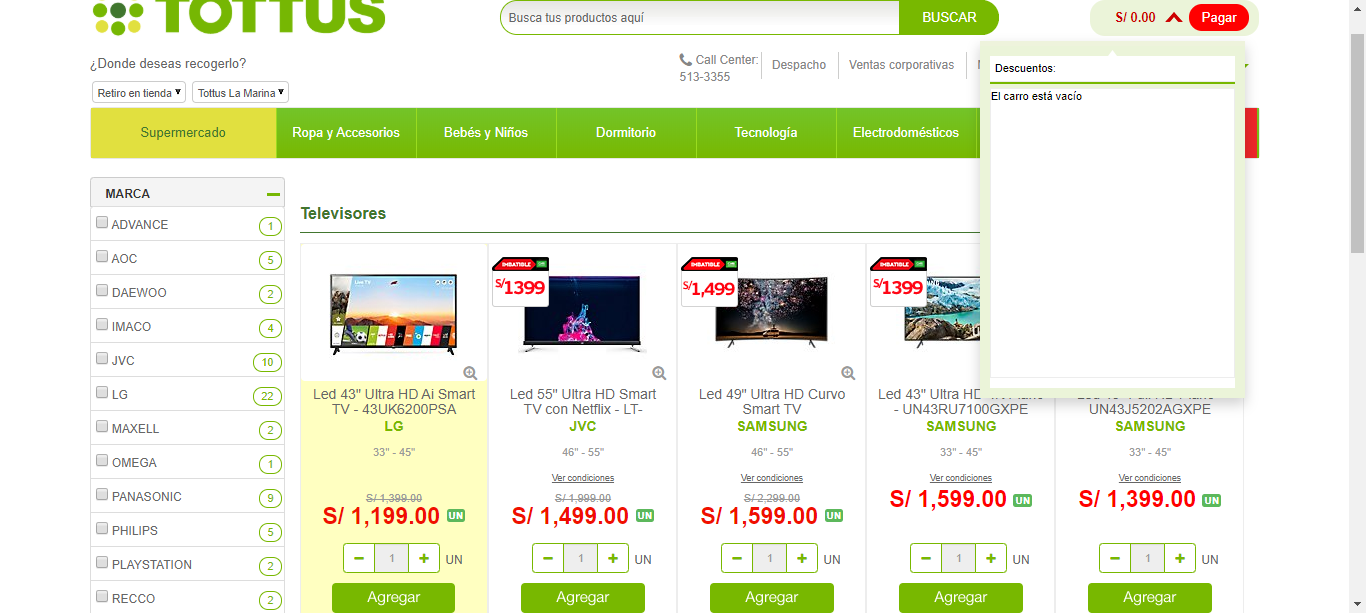 TOTTUS
Busca tus productos aquí
BUSCAR
S/ 0.00
Pagar
¿Donde deseas recogerlo?
Call Center:
513-3355
Despacho
Ventas corporativas
Retiro en tienda
Tottus La Marina
Descuentos:
El carro está vacío
Supermercado
Ropa y Accesorios
Bebés y Niños
Dormitorio
Tecnología
Electrodomésticos
MARCA
ADVANCE 1
AOC 5
DAEWOO 2
IMACO 4
JVC 10
LG 22
MAXELL 2
OMEGA 1
PANASONIC 9
PHILIPS 5
PLAYSTATION 2
RECCO 2
Televisores
Led 43" Ultra HD Ai Smart
TV - 43UK6200PSA
LG
33" - 45"
S/ 1,399.00
S/ 1,199.00 UN
- 1 + UN
Agregar
IMBATIBLE
S/1399
Led 55" Ultra HD Smart
TV con Netflix - LT-
JVC
46" - 55"
Ver condiciones
S/ 1,999.00
S/ 1,499.00 UN
- 1 + UN
Agregar
IMBATIBLE
S/1,499
Led 49" Ultra HD Curvo
Smart TV
SAMSUNG
46" - 55"
Ver condiciones
S/ 2,299.00
S/ 1,599.00 UN
- 1 + UN
Agregar
IMBATIBLE
S/1399
Led 43" Ultra HD
- UN43RU7100GXPE
SAMSUNG
33" - 45"
Ver condiciones
S/ 1,599.00 UN
- 1 + UN
Agregar
UN43J5202AGXPE
SAMSUNG
33" - 45"
Ver condiciones
S/ 1,399.00 UN
- 1 + UN
Agregar